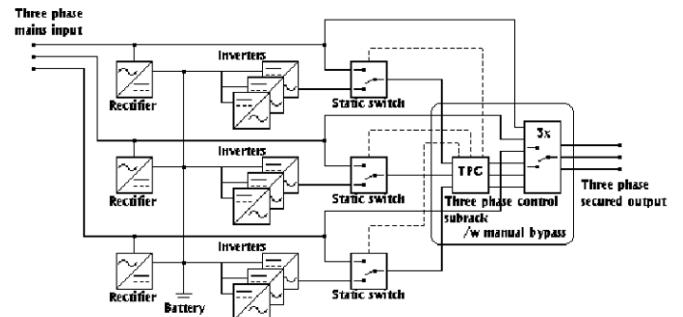 Three phase
mains input
Inverters
Rectifier
Static switch
Inverters
Rectifier
Static switch
Inverters
Rectifier
Battery
Static switch
3x
TPC
Three phase control
subrack
/w manual bypass
Three phase
secured output